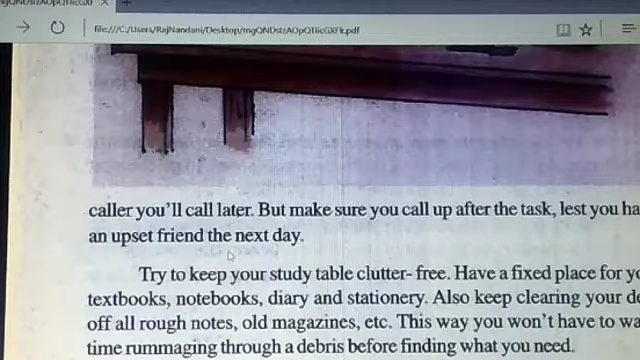 file:///C:/Users/RajNandani/Desktop/mgQNDslzAOpQTlicGXFk.pdf
caller you'll call later. But make sure you call up after the task, lest you ha
an upset friend the next day.
Try to keep your study table clutter- free. Have a fixed place for yo
textbooks, notebooks, diary and stationery. Also keep clearing your de
off all rough notes, old magazines, etc. This way you won't have to wa
time rummaging through a debris before finding what you need.